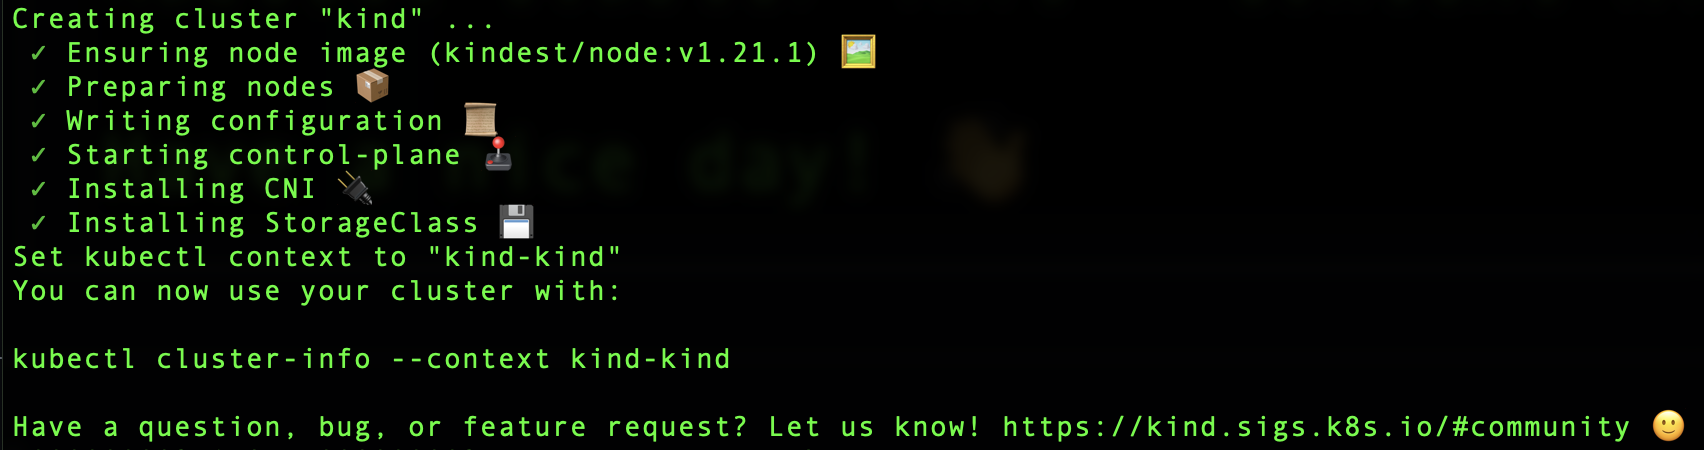 Creating cluster "kind" ...
✓ Ensuring node image (kindest/node:v1.21.1) 🖼
✓ Preparing nodes 📦
✓ Writing configuration 📜
✓ Starting control-plane 🕹
✓ Installing CNI 🔌
✓ Installing StorageClass 💾
Set kubectl context to "kind-kind"
You can now use your cluster with:
kubectl cluster-info --context kind-kind
Have a question, bug, or feature request? Let us know! https://kind.sigs.k8s.io/#community 🙂
nice day! 👋